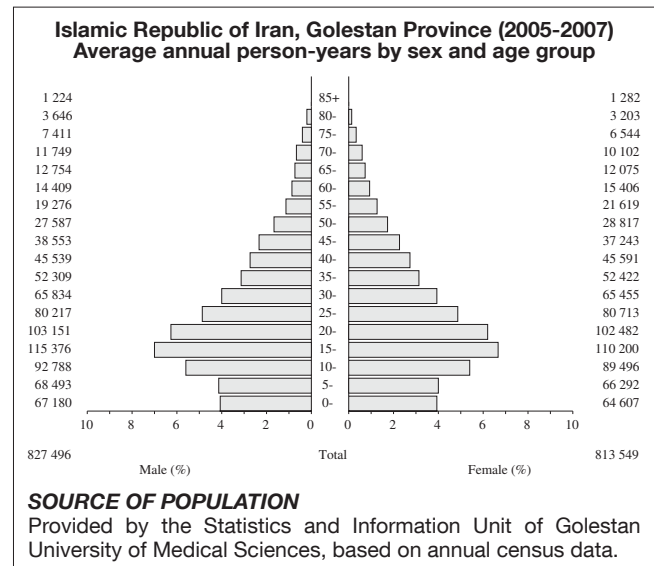 Islamic Republic of Iran, Golestan Province (2005-2007)
Average annual person-years by sex and age group
1 224 85+ 1 282
3 646 80- 3 203
7 411 75- 6 544
11 749 70- 10 102
12 754 65- 12 075
14 409 60- 15 406
19 276 55- 21 619
27 587 50- 28 817
38 553 45- 37 243
45 539 40- 45 591
52 309 35- 52 422
65 834 30- 65 455
80 217 25- 80 713
103 151 20- 102 482
115 376 15- 110 200
92 788 10- 89 496
68 493 5- 66 292
67 180 0- 64 607
10 8 6 4 2 0 0 2 4 6 8 10
827 496 Total 813 549
Male (%) Female (%)
SOURCE OF POPULATION
Provided by the Statistics and Information Unit of Golestan
University of Medical Sciences, based on annual census data.